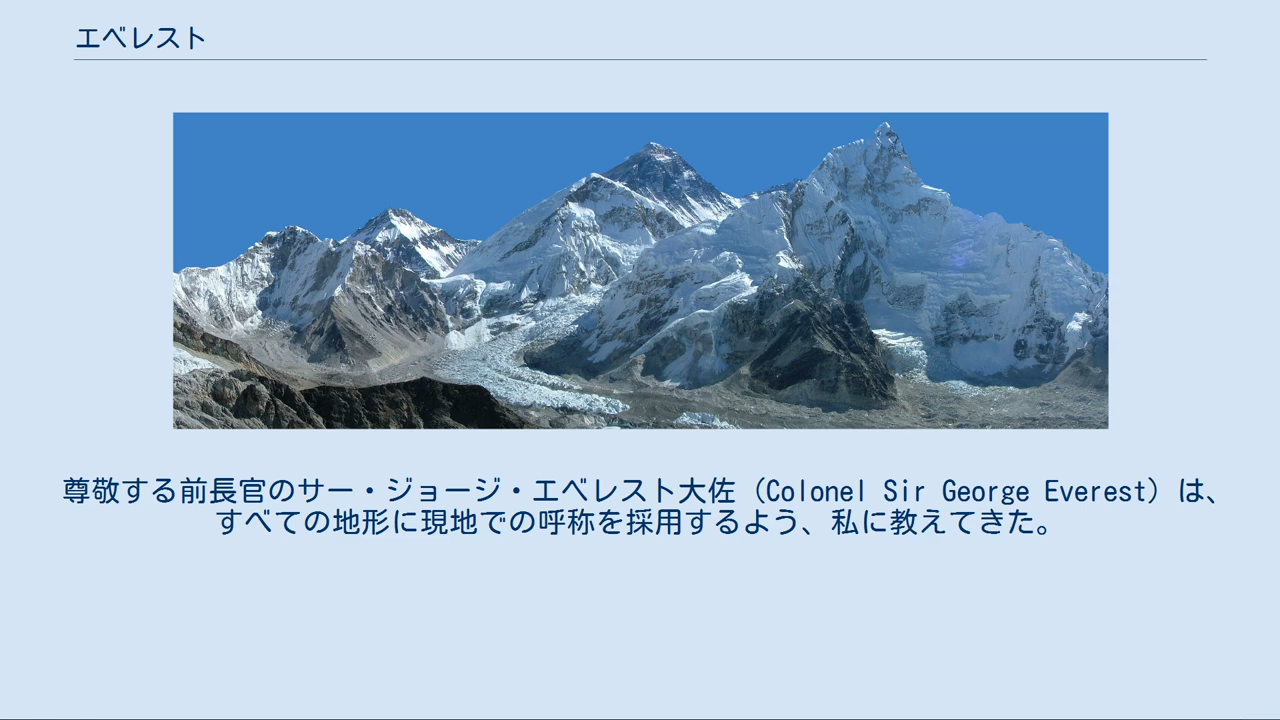 エベレスト
尊敬する前長官のサー・ジョージ・エベレスト大佐（Colonel Sir George Everest）は、
すべての地形に現地での呼称を採用するよう、私に教えてきた。